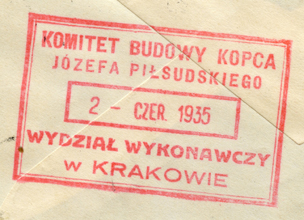 KOMITET BUDOWY KOPCA
JÓZEFA PIŁSUDSKIEGO
2 - CZER. 1935
WYDZIAŁ WYKONAWCZY
W KRAKOWIE